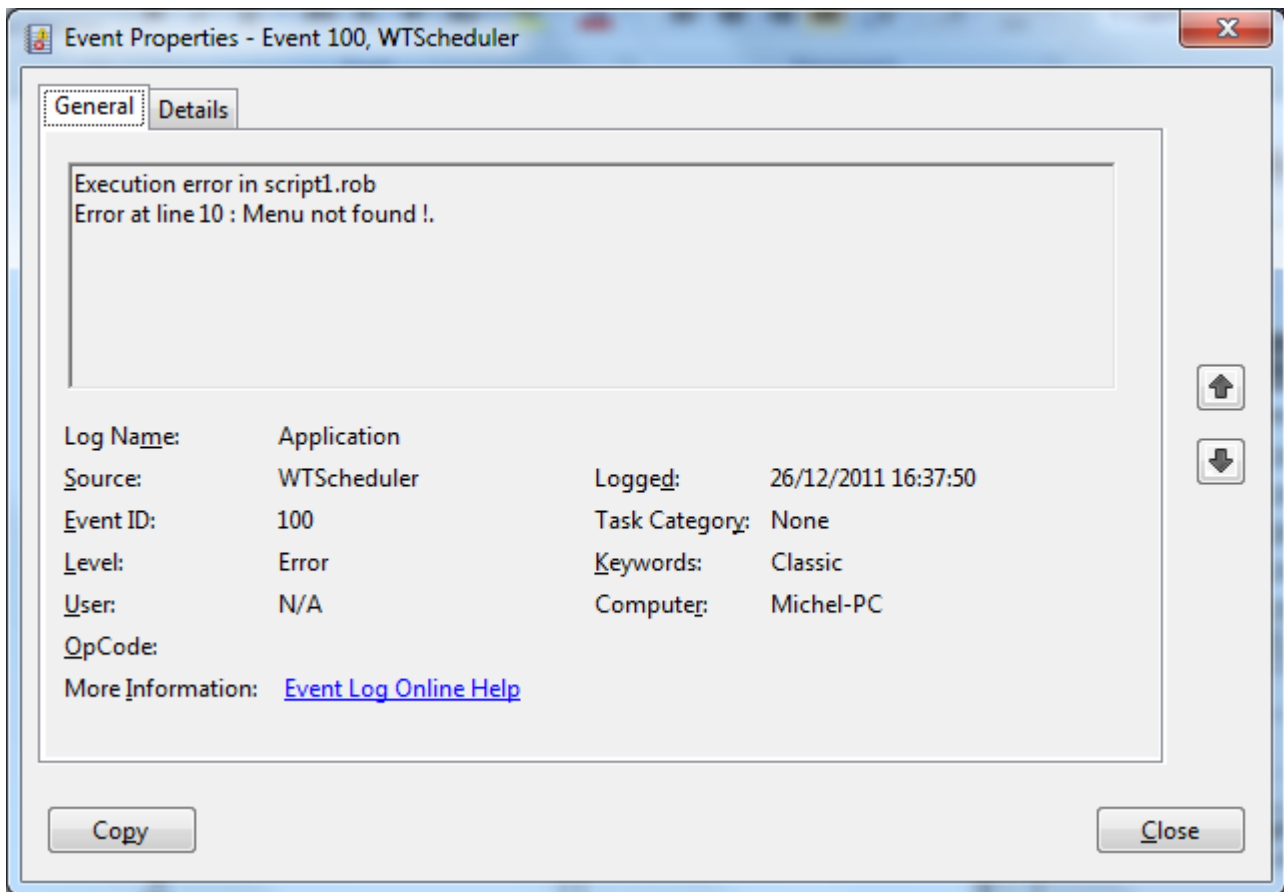 Event Properties - Event 100, WTScheduler
General Details
Execution error in script1.rob
Error at line 10 : Menu not found !.
Log Name: Application
Source: WTScheduler Logged: 26/12/2011 16:37:50
Event ID: 100 Task Category: None
Level: Error Keywords: Classic
User: N/A Computer: Michel-PC
OpCode:
More Information: Event Log Online Help
Copy Close